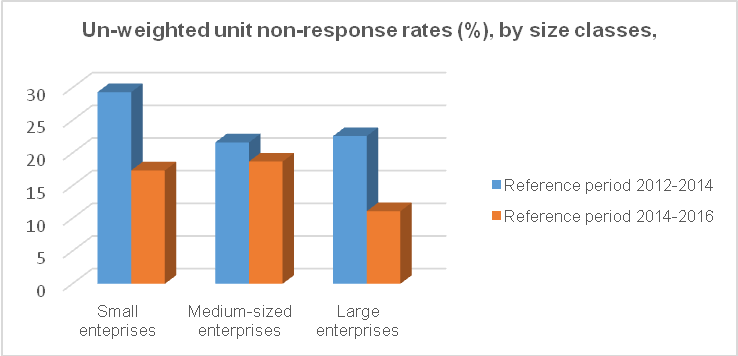 Un-weighted unit non-response rates (%), by size classes,
30
25
20
15
10
5
0
Small
enteprises
Medium-sized
enterprises
Large
enterprises
Reference period 2012-2014
Reference period 2014-2016